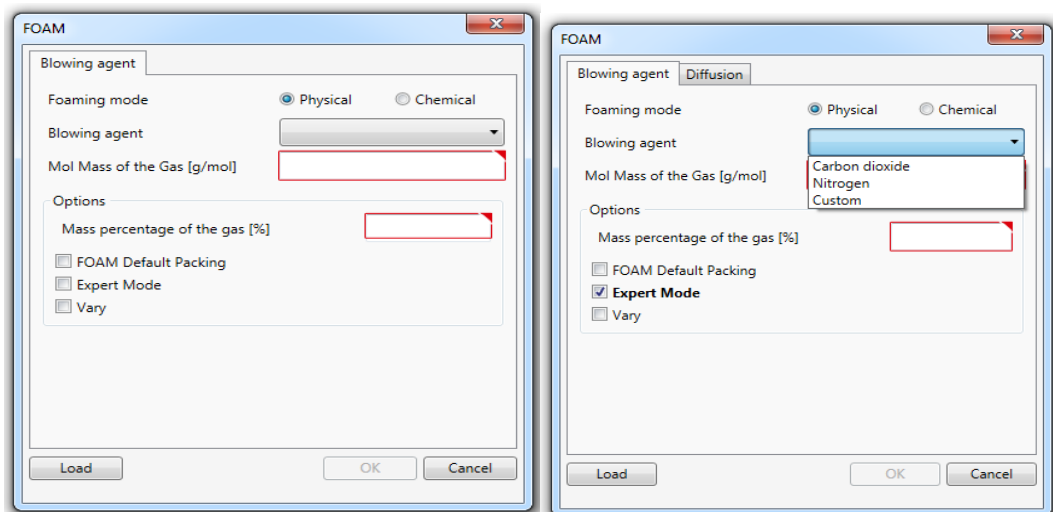 FOAM
Blowing agent
Foaming mode Physical Chemical
Blowing agent
Mol Mass of the Gas [g/mol]
Options
Mass percentage of the gas [%]
FOAM Default Packing
Expert Mode
Vary
Load OK Cancel
FOAM
Blowing agent Diffusion
Foaming mode Physical Chemical
Blowing agent
Carbon dioxide
Mol Mass of the Gas [g/mol]
Nitrogen
Custom
Options
Mass percentage of the gas [%]
FOAM Default Packing
Expert Mode
Vary
Load OK Cancel